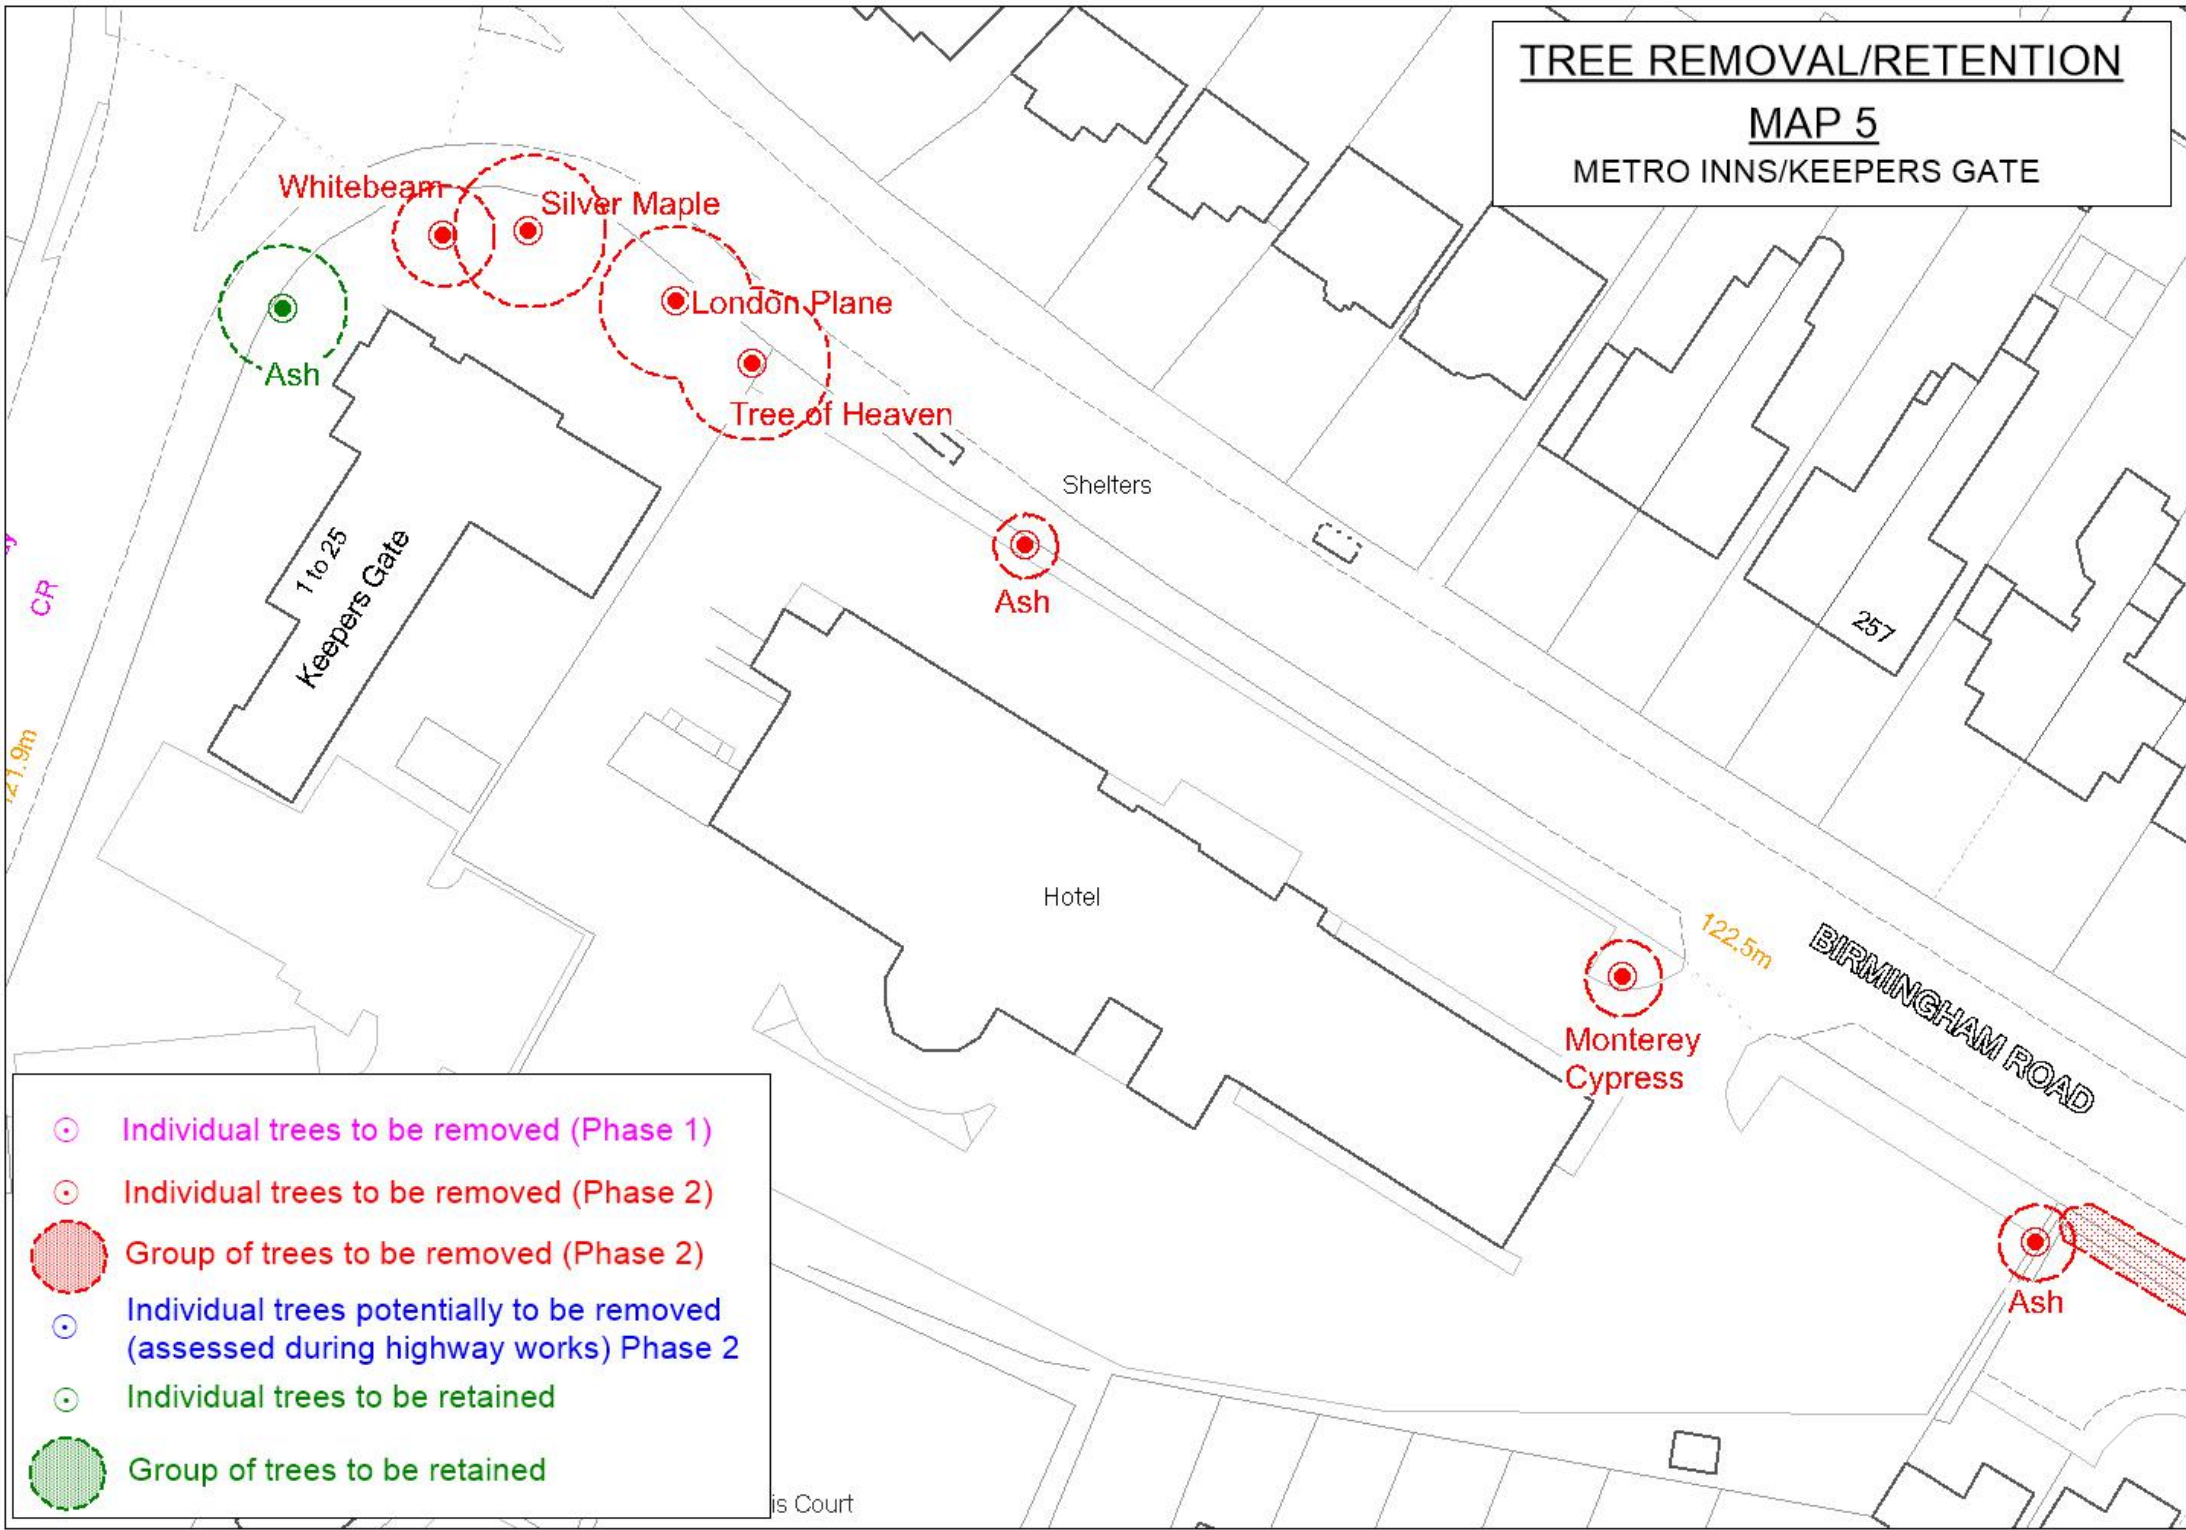 TREE REMOVAL/RETENTION
MAP 5
METRO INNS/KEEPERS GATE
Whitebeam
Silver Maple
London Plane
Ash
Tree of Heaven
Shelters
1 to 25
Keepers Gate
CR
Ash
257
121.9m
Hotel
122.5m
BIRMINGHAM ROAD
Monterey
Cypress
Ash
Individual trees to be removed (Phase 1)
Individual trees to be removed (Phase 2)
Group of trees to be removed (Phase 2)
Individual trees potentially to be removed
(assessed during highway works) Phase 2
Individual trees to be retained
Group of trees to be retained
is Court